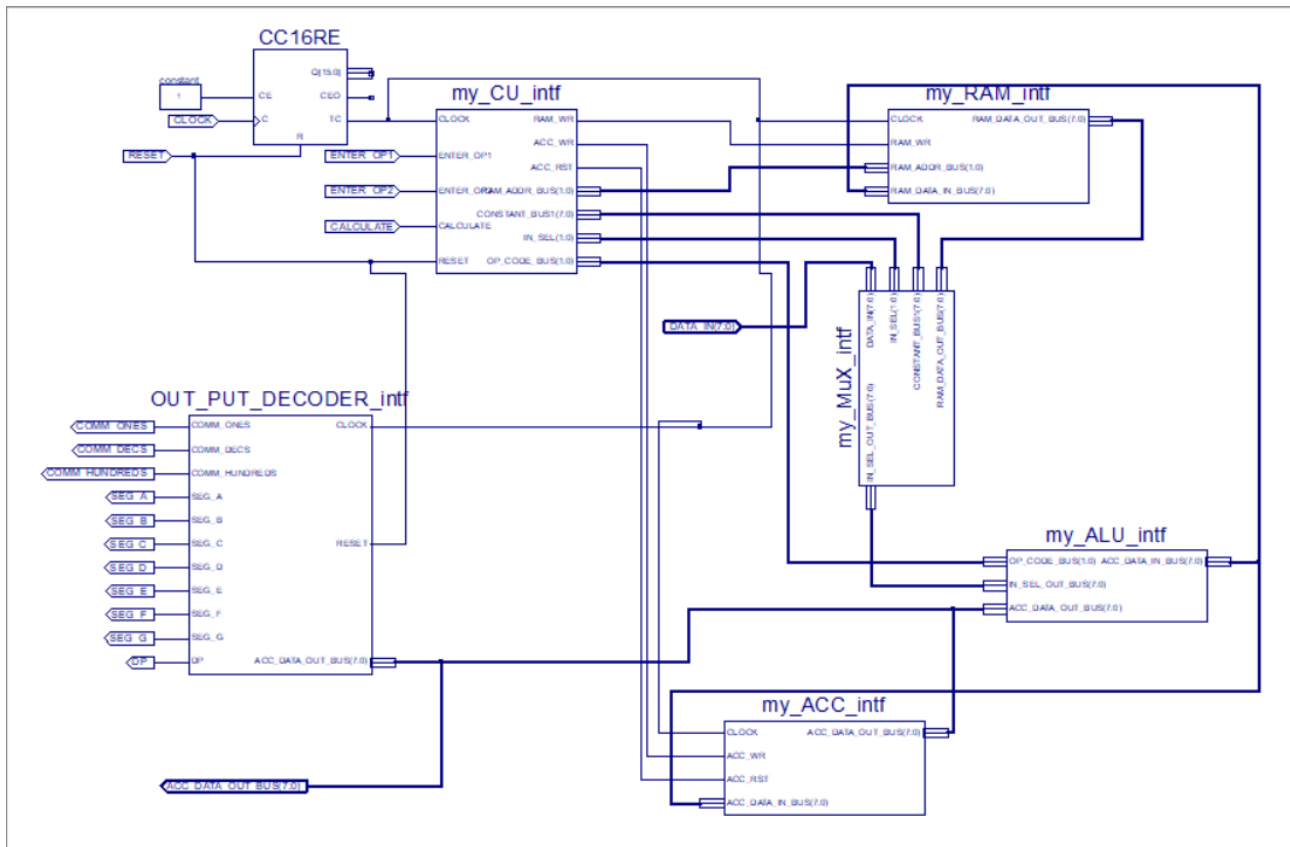 CC16RE
Q[15:0]
constant
1
CE
CEO
CLOCK
C
TC
R
RESET
my_CU_intf
CLOCK
RAM_WR
ACC_WR
ENTER_OP1
ENTER_OP1
ACC_RST
ENTER_OP2
ENTER_OP2
RAM_ADDR_BUS(1:0)
CONSTANT_BUS1(7:0)
CALCULATE
CALCULATE
IN_SEL(1:0)
RESET
OP_CODE_BUS(1:0)
my_RAM_intf
CLOCK
RAM_DATA_OUT_BUS(7:0)
RAM_WR
RAM_ADDR_BUS(1:0)
RAM_DATA_IN_BUS(7:0)
DATA_IN(7:0)
my_MuX_intf
DATA_IN(7:0)
IN_SEL(1:0)
CONSTANT_BUS1(7:0)
RAM_DATA_OUT_BUS(7:0)
IN_SEL_OUT_BUS(7:0)
OUT_PUT_DECODER_intf
COMM_ONES
COMM_ONES
CLOCK
COMM_DECS
COMM_DECS
COMM_HUNDREDS
COMM_HUNDREDS
SEG_A
SEG_A
SEG_B
SEG_B
SEG_C
SEG_C
RESET
SEG_D
SEG_D
SEG_E
SEG_E
SEG_F
SEG_F
SEG_G
SEG_G
DP
DP
ACC_DATA_OUT_BUS(7:0)
my_ALU_intf
OP_CODE_BUS(1:0)
ACC_DATA_IN_BUS(7:0)
IN_SEL_OUT_BUS(7:0)
ACC_DATA_OUT_BUS(7:0)
my_ACC_intf
CLOCK
ACC_DATA_OUT_BUS(7:0)
ACC_WR
ACC_RST
ACC_DATA_IN_BUS(7:0)
ACC_DATA_OUT_BUS(7:0)